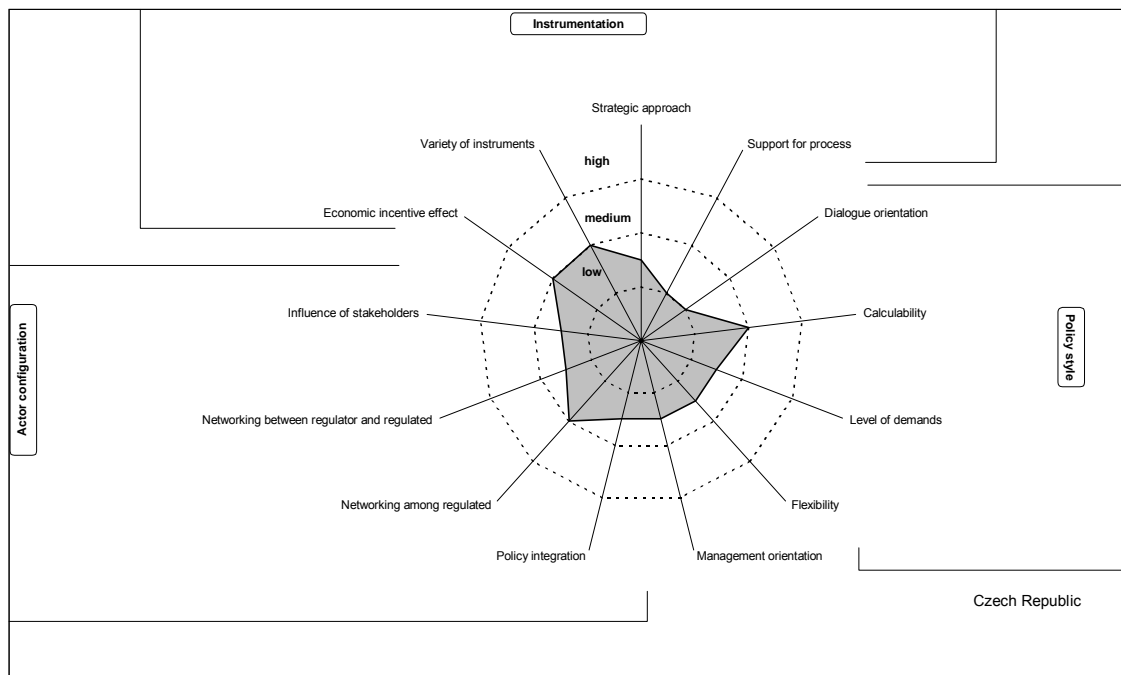 Instrumentation
Strategic approach
Variety of instruments
Support for process
high
Economic incentive effect
medium
Dialogue orientation
low
Influence of stakeholders
Calculability
Actor configuration
Policy style
Networking between regulator and regulated
Level of demands
Networking among regulated
Flexibility
Policy integration
Management orientation
Czech Republic